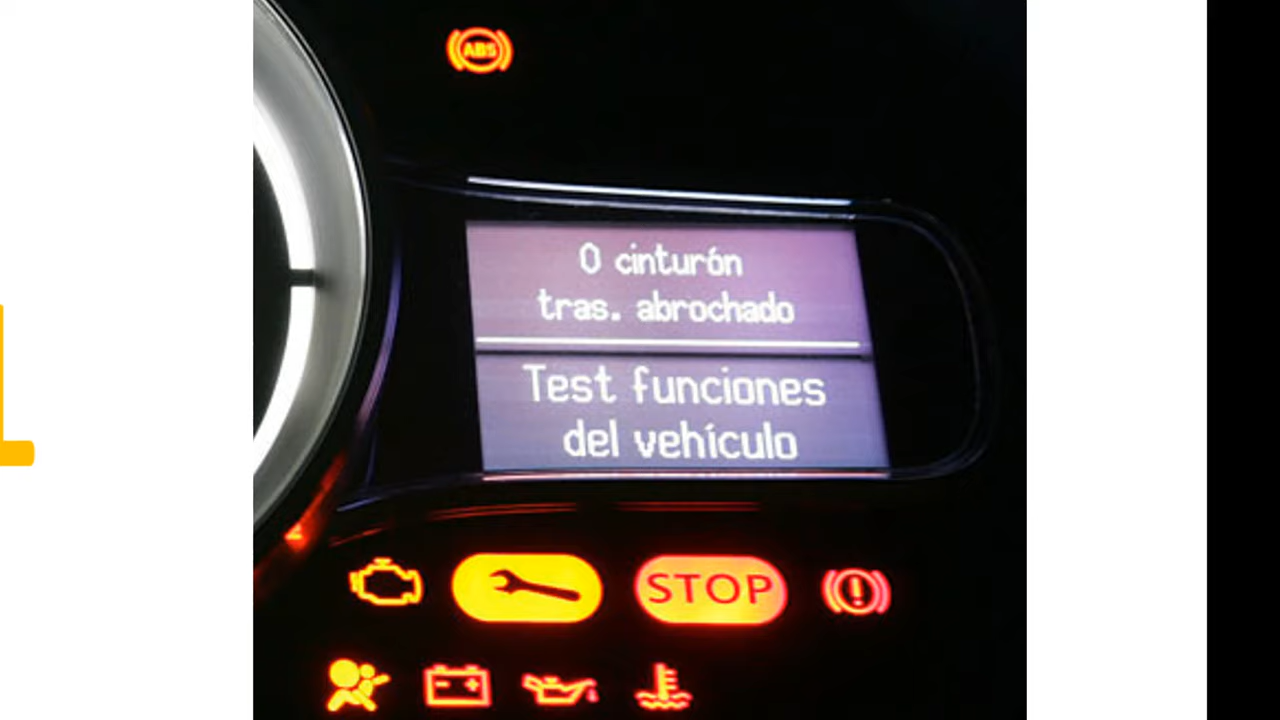 ABS
0 cinturón
tras. abrochado
Test funciones
del vehículo
STOP